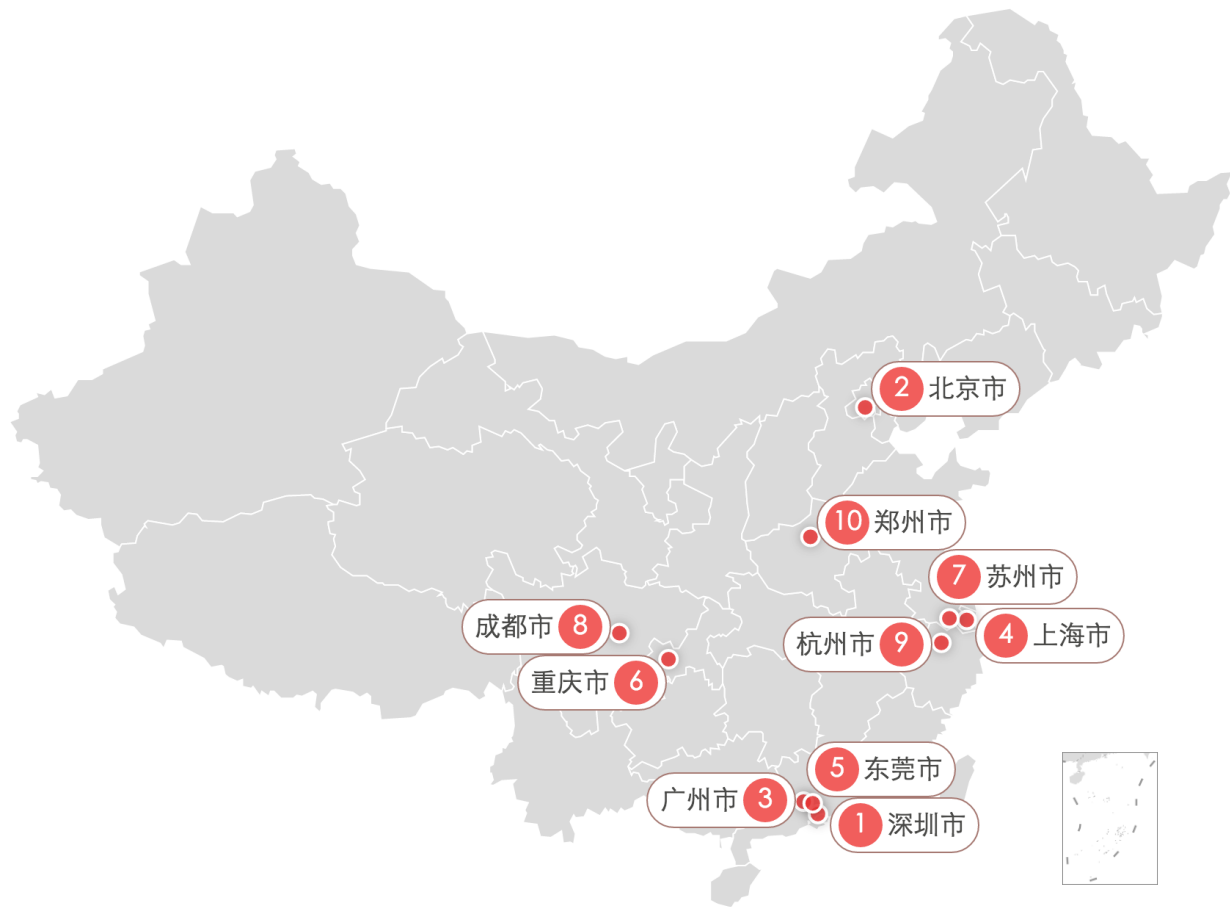 2 北京市
10 郑州市
7 苏州市
成都市 8
杭州市 9
4 上海市
重庆市 6
5 东莞市
广州市 3
1 深圳市